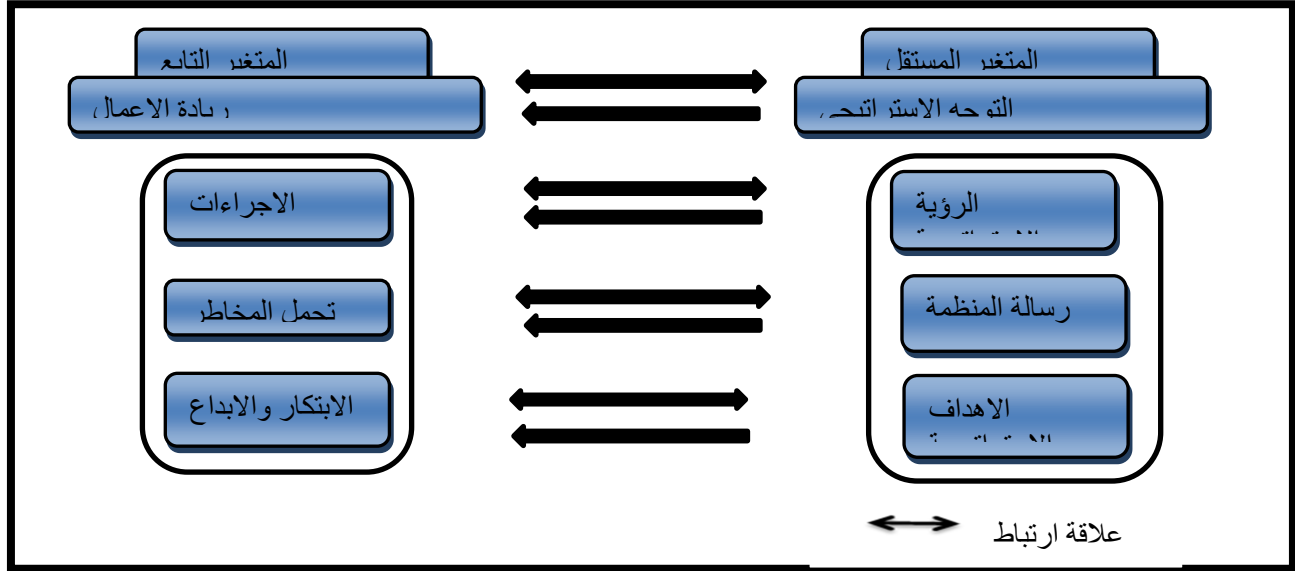 المتغير المستقل
المتغير التابع
التوجه الاستراتيجي
ريادة الاعمال
الرؤية
الاجراءات
رسالة المنظمة
تحمل المخاطر
الاهداف
الابتكار والابداع
علاقة ارتباط